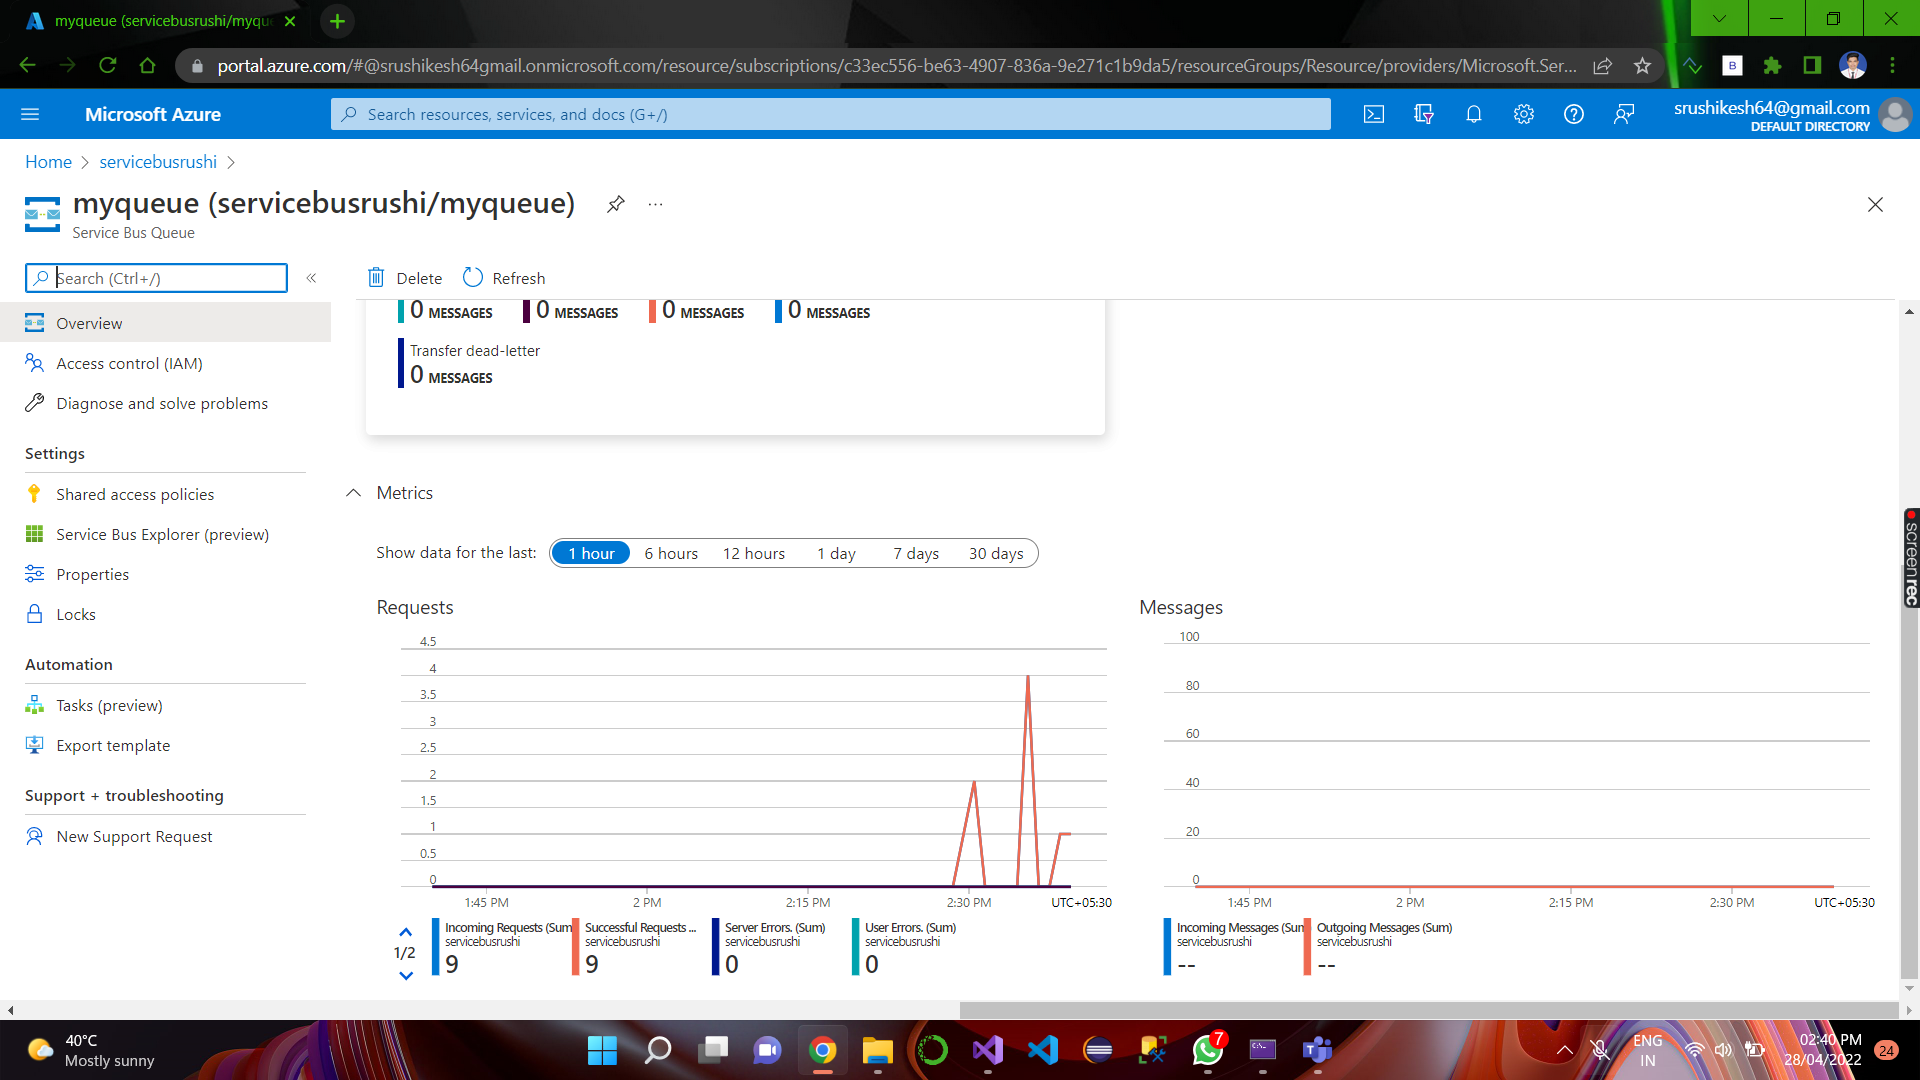 myqueue (servicebusrushi/myque
portal.azure.com/#@srushikesh64gmail.onmicrosoft.com/resource/subscriptions/c33ec556-be63-4907-836a-9e271c1b9da5/resourceGroups/Resource/providers/Microsoft.Ser...
B
Microsoft Azure
Search resources, services, and docs (G+/)
srushikesh64@gmail.com
DEFAULT DIRECTORY
Home
servicebusrushi
myqueue (servicebusrushi/myqueue)
...
Service Bus Queue
Search (Ctrl+/)
Delete
Refresh
Overview
Access control (IAM)
Diagnose and solve problems
Settings
Shared access policies
Service Bus Explorer (preview)
Properties
Locks
Automation
Tasks (preview)
Export template
Support + troubleshooting
New Support Request
0 MESSAGES
0 MESSAGES
0 MESSAGES
0 MESSAGES
Transfer dead-letter
0 MESSAGES
Metrics
Show data for the last:
1 hour
6 hours
12 hours
1 day
7 days
30 days
Requests
4.5
4
3.5
3
2.5
2
1.5
1
0.5
0
1:45 PM
2 PM
2:15 PM
2:30 PM
UTC+05:30
1/2
Incoming Requests (Sum
servicebusrushi
9
Successful Requests ...
servicebusrushi
9
Server Errors. (Sum)
servicebusrushi
0
User Errors. (Sum)
servicebusrushi
0
Messages
100
80
60
40
20
0
1:45 PM
2 PM
2:15 PM
2:30 PM
UTC+05:30
Incoming Messages (Sum
servicebusrushi
--
Outgoing Messages (Sum)
servicebusrushi
--
screenrec
40°C
Mostly sunny
7
ENG
IN
02:40 PM
28/04/2022
24